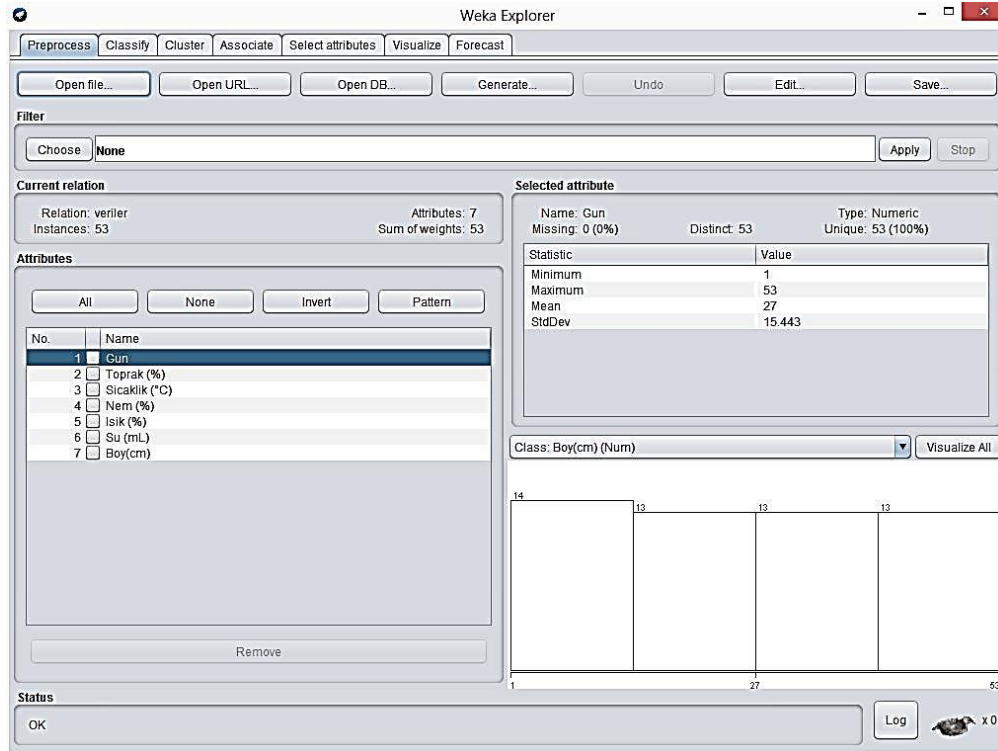 Weka Explorer
Preprocess Classify Cluster Associate Select attributes Visualize Forecast
Open file... Open URL... Open DB... Generate... Undo Edit... Save...
Filter
Choose None Apply Stop
Current relation
Relation: veriler Attributes: 7
Instances: 53 Sum of weights: 53
Attributes
All None Invert Pattern
No. Name
1 Gun
2 Toprak (%)
3 Sicaklik (°C)
4 Nem (%)
5 Isik (%)
6 Su (mL)
7 Boy(cm)
Remove
Selected attribute
Name: Gun Type: Numeric
Missing: 0 (0%) Distinct: 53 Unique: 53 (100%)
Statistic Value
Minimum 1
Maximum 53
Mean 27
StdDev 15.443
Class: Boy(cm) (Num) Visualize All
14 13 13 13
1 27 53
Status
OK Log x 0